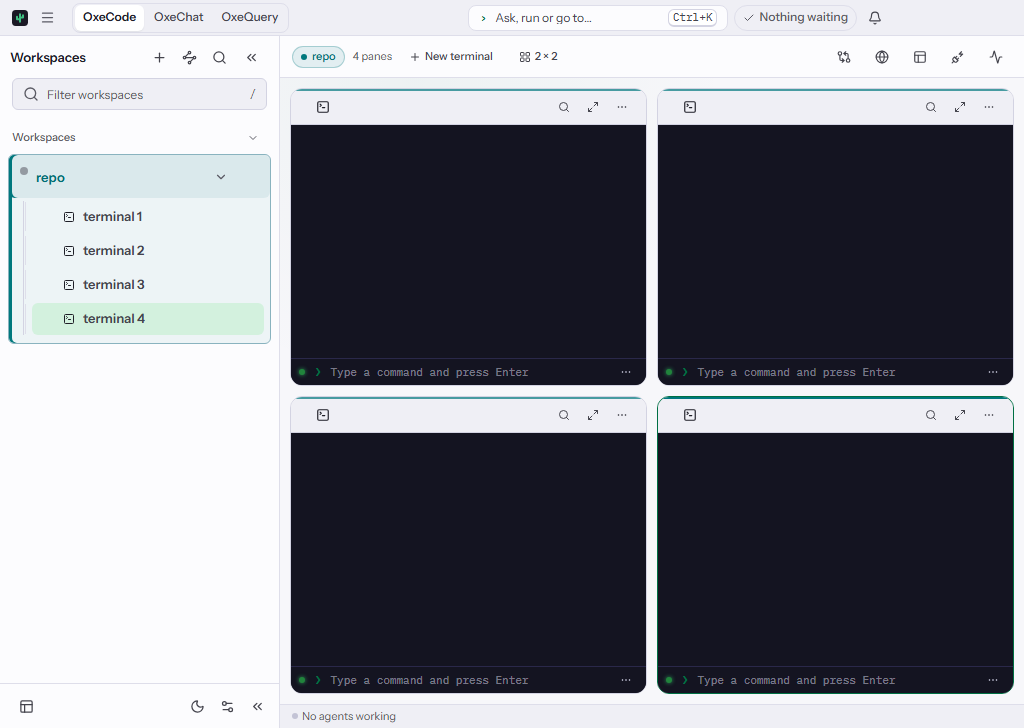 OxeCode OxeChat OxeQuery
Ask, run or go to... Ctrl+K
Nothing waiting
Workspaces
Filter workspaces /
Workspaces
repo
terminal 1
terminal 2
terminal 3
terminal 4
repo 4 panes + New terminal 2 × 2
Type a command and press Enter
Type a command and press Enter
Type a command and press Enter
Type a command and press Enter
No agents working